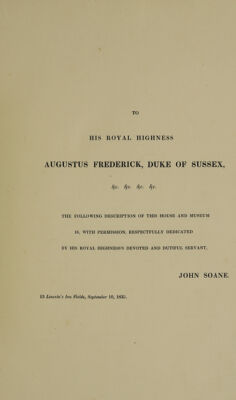 TO
HIS ROYAL HIGHNESS
AUGUSTUS FREDERICK, DUKE OF SUSSEX,
&c. &c. &c. &c.
THE FOLLOWING DESCRIPTION OF THIS HOUSE AND MUSEUM
IS, WITH PERMISSION, RESPECTFULLY DEDICATED
BY HIS ROYAL HIGHNESS'S DEVOTED AND DUTIFUL SERVANT,
JOHN SOANE
13 Lincoln's Inn Fields, September 10, 1835.